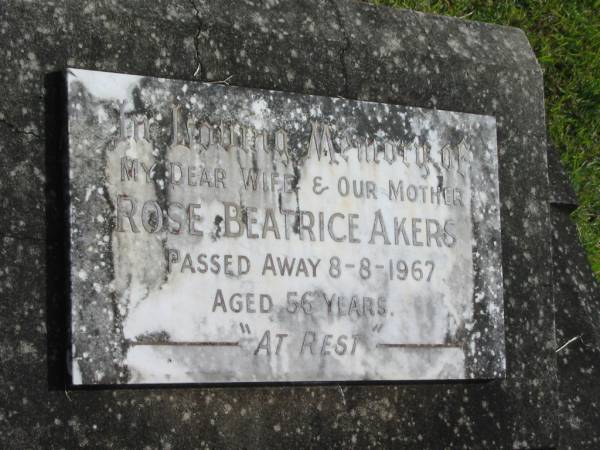 In Loving Memory of
My Dear Wife & Our Mother
Rose Beatrice Akers
Passed Away 8-8-1967
Aged 56 Years.
"At Rest"